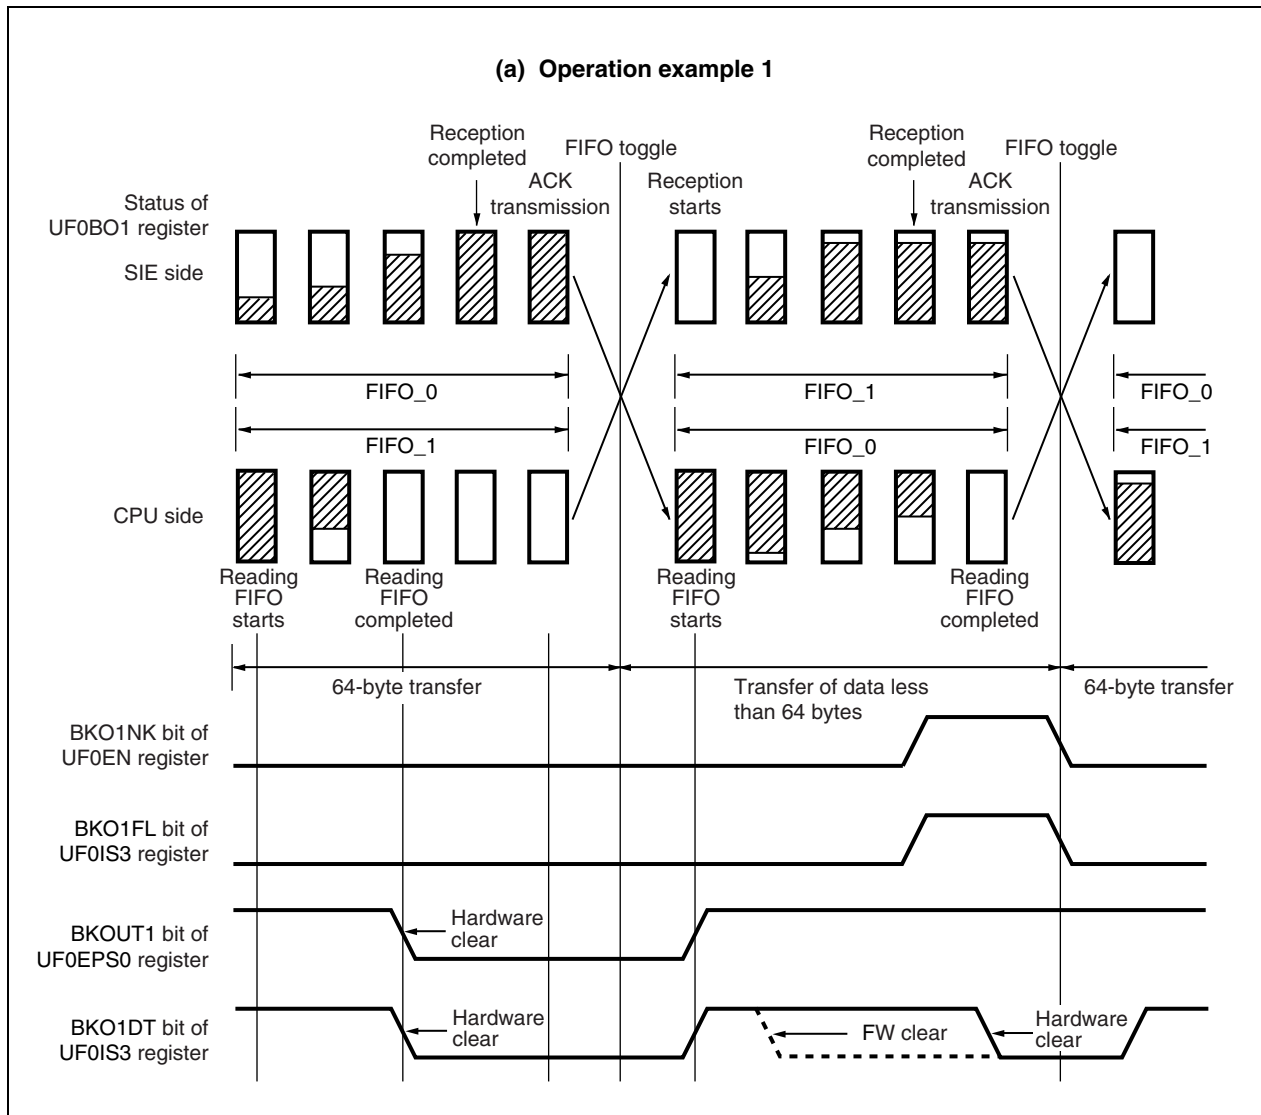 (a) Operation example 1
Reception
completed
FIFO toggle
Reception
completed
FIFO toggle
ACK
transmission
Reception
starts
ACK
transmission
Status of
UF0BO1 register
SIE side
FIFO_0
FIFO_1
FIFO_0
FIFO_1
FIFO_0
FIFO_1
CPU side
Reading
FIFO
starts
Reading
FIFO
completed
Reading
FIFO
starts
Reading
FIFO
completed
64-byte transfer
Transfer of data less
than 64 bytes
64-byte transfer
BKO1NK bit of
UF0EN register
BKO1FL bit of
UF0IS3 register
BKOUT1 bit of
UF0EPS0 register
Hardware
clear
BKO1DT bit of
UF0IS3 register
Hardware
clear
FW clear
Hardware
clear